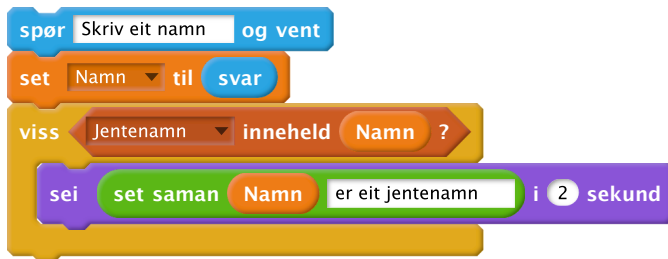 spør Skriv eit namn og vent
set Namn til svar
viss Jentenamn inneheld Namn ?
sei set saman Namn er eit jentenamn i 2 sekund